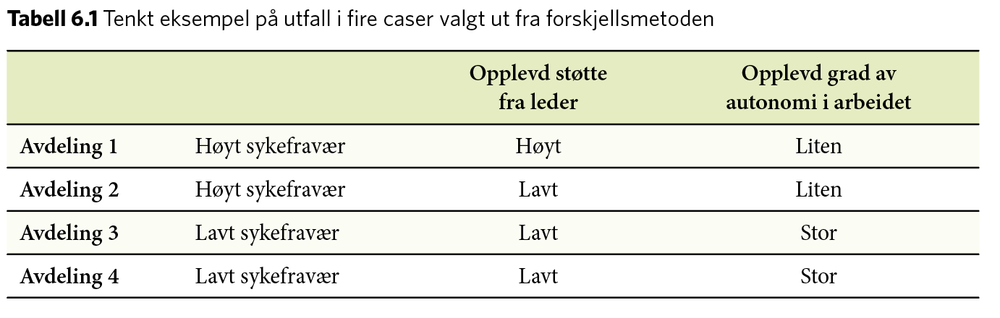 Tabell 6.1 Tenkt eksempel på utfall i fire caser valgt ut fra forskjellsmetoden
Opplevd støtte fra leder Opplevd grad av autonomi i arbeidet
Avdeling 1 Høyt sykefravær Høyt Liten
Avdeling 2 Høyt sykefravær Lavt Liten
Avdeling 3 Lavt sykefravær Lavt Stor
Avdeling 4 Lavt sykefravær Lavt Stor